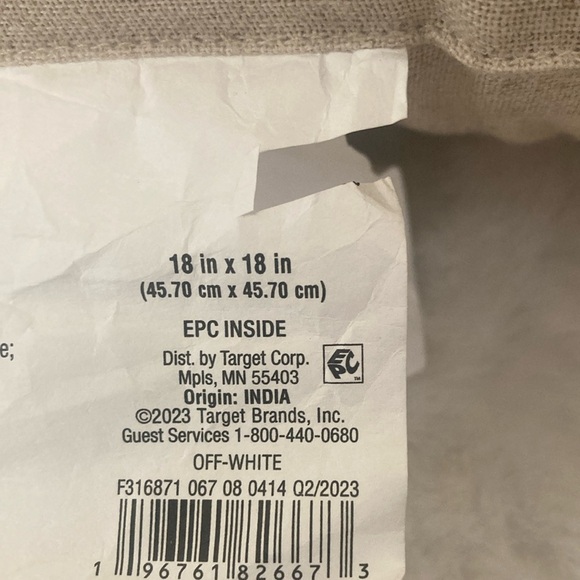 18 in x 18 in
(45.70 cm x 45.70 cm)
EPC INSIDE
e;
Dist. by Target Corp.
Mpls, MN 55403
EPC™
Origin: INDIA
©2023 Target Brands, Inc.
Guest Services 1-800-440-0680
OFF-WHITE
F316871 067 08 0414 Q2/2023
1 96761 82667 3